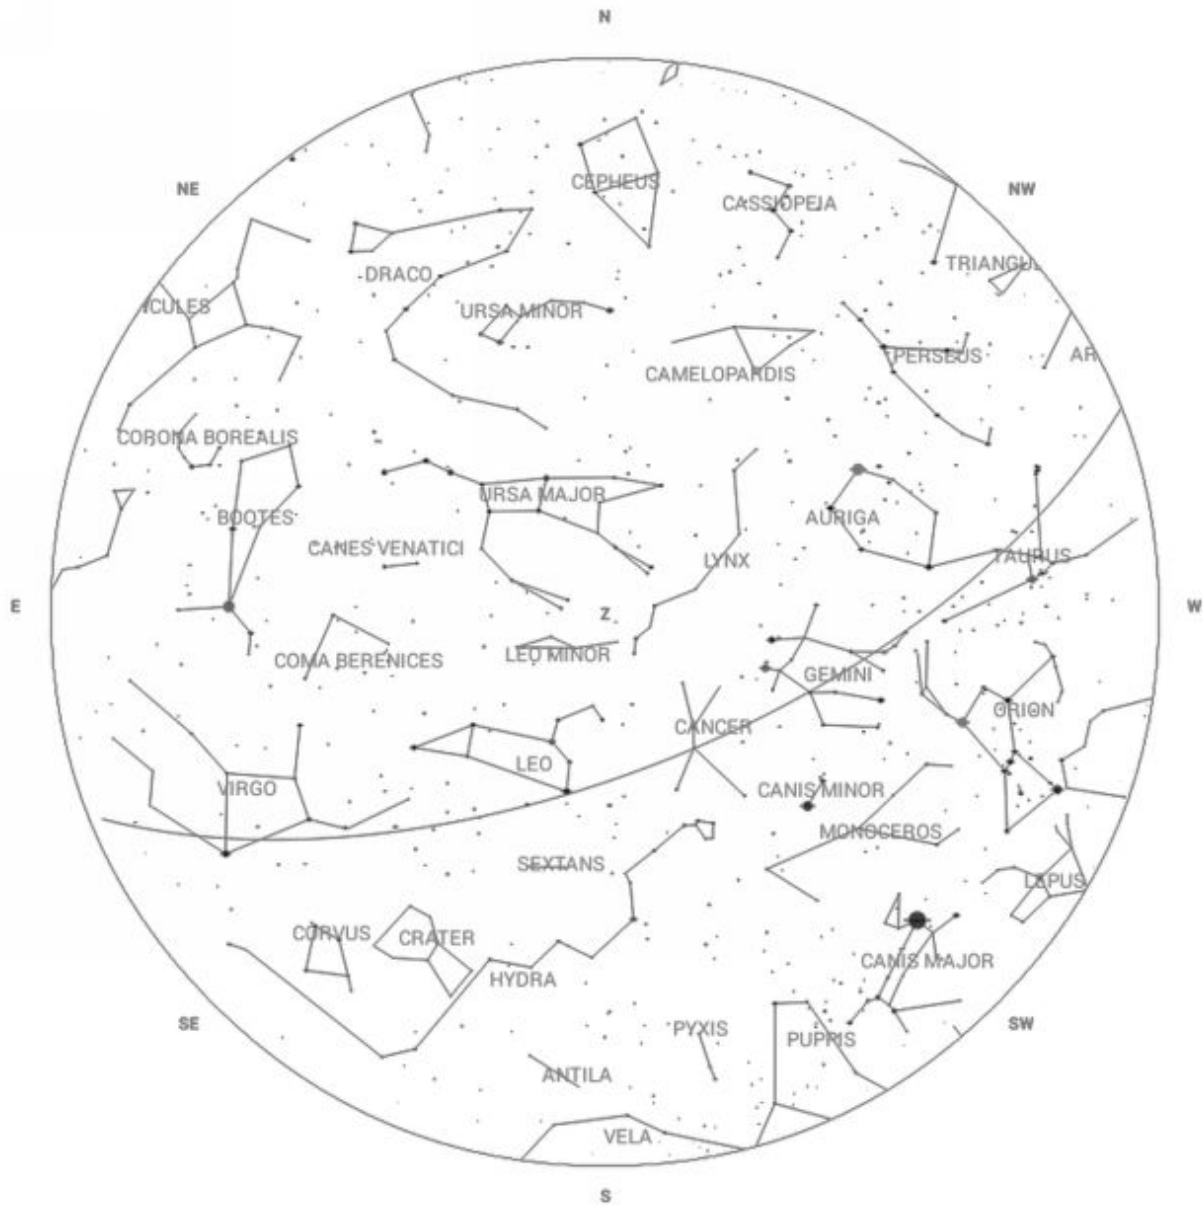 N
NE
NW
CEPHEUS
CASSIOPEJA
DRACO
TRIANGU
CULES
URSA MINOR
PERSEUS
AR
CAMELOPARDIS
CORONA BOREALIS
URSA MAJOR
BOOTES
AURIGA
CANES VENATICI
LYNX
TAURUS
E
Z
W
COMA BERENICES
LEO MINOR
GEMINI
ORION
CANCER
LEO
VIRGO
CANIS MINOR
MONOCEROS
SEXTANS
LEPUS
CORVUS
CRATER
CANIS MAJOR
HYDRA
SE
PYXIS
PUPPIS
SW
ANTILA
VELA
S